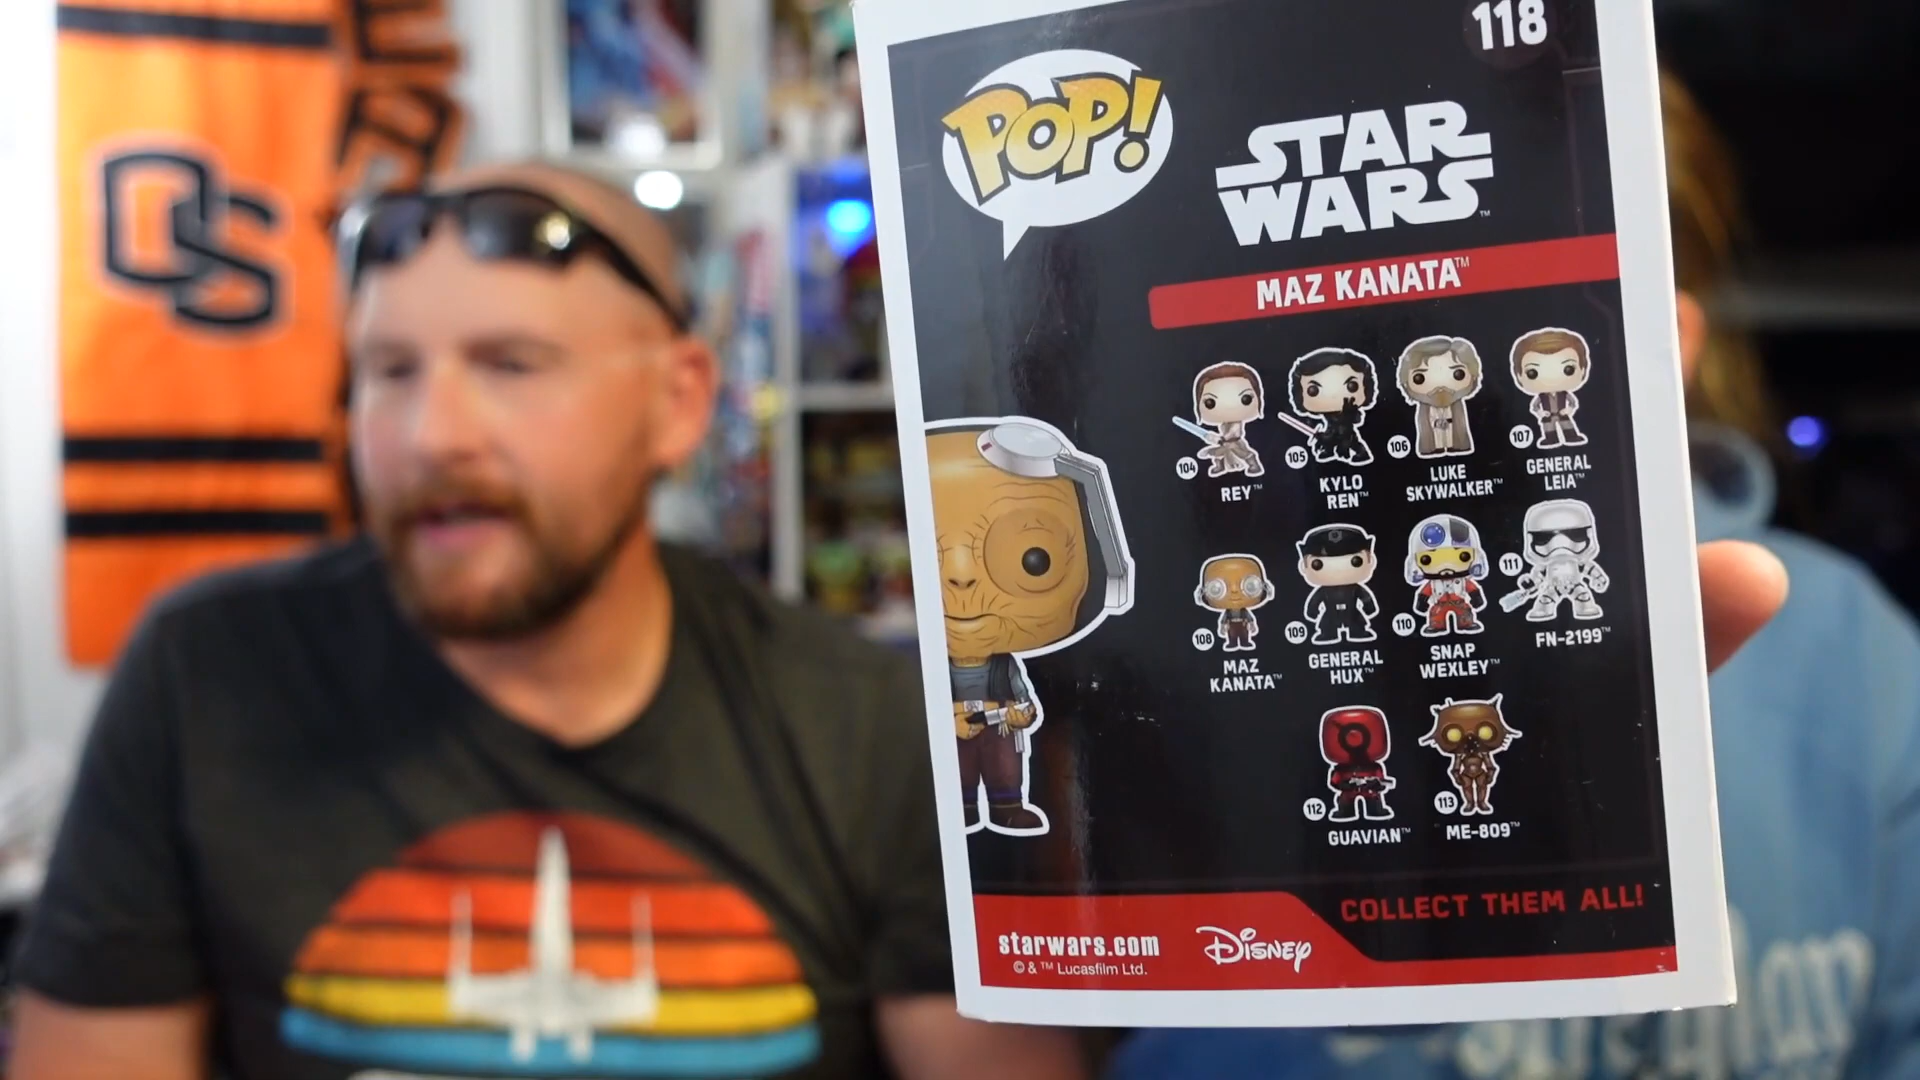 OS
118
POP!
STAR
WARS™
MAZ KANATA™
104
REY™
105
KYLO
REN™
106
LUKE
SKYWALKER™
107
GENERAL
LEIA™
108
MAZ
KANATA™
109
GENERAL
HUX™
110
SNAP
WEXLEY™
111
FN-2199™
112
GUAVIAN™
113
ME-809™
COLLECT THEM ALL!
starwars.com
© & ™ Lucasfilm Ltd.
Disney